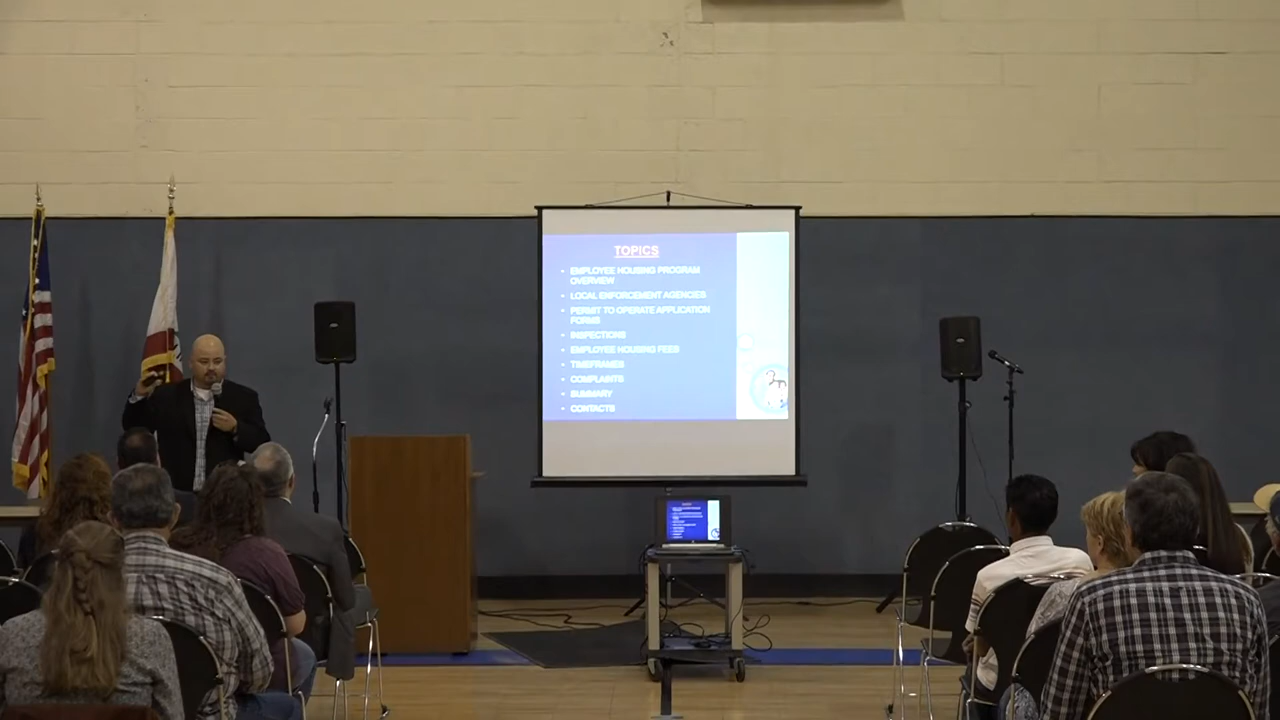 TOPICS
• EMPLOYEE HOUSING PROGRAM
OVERVIEW
• LOCAL ENFORCEMENT AGENCIES
• PERMIT TO OPERATE APPLICATION
FORMS
• INSPECTIONS
• EMPLOYEE HOUSING FEES
• TIMEFRAMES
• COMPLAINTS
• SUMMARY
• CONTACTS